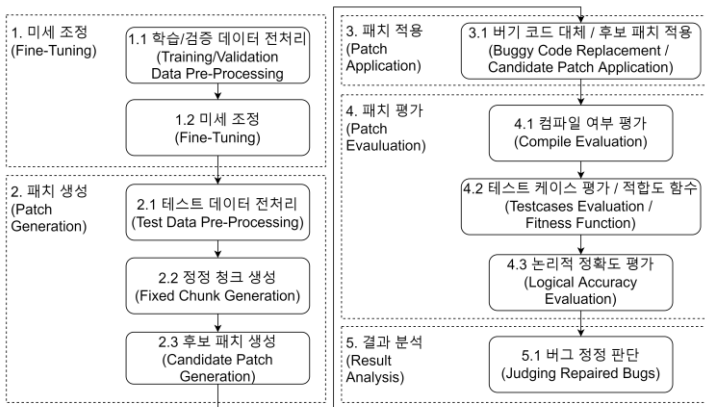 1. 미세 조정
(Fine-Tuning)
1.1 학습/검증 데이터 전처리
(Training/Validation
Data Pre-Processing
1.2 미세 조정
(Fine-Tuning)
2. 패치 생성
(Patch
Generation)
2.1 테스트 데이터 전처리
(Test Data Pre-Processing)
2.2 정정 청크 생성
(Fixed Chunk Generation)
2.3 후보 패치 생성
(Candidate Patch
Generation)
3. 패치 적용
(Patch
Application)
3.1 버기 코드 대체 / 후보 패치 적용
(Buggy Code Replacement /
Candidate Patch Application)
4. 패치 평가
(Patch
Evauluation)
4.1 컴파일 여부 평가
(Compile Evaluation)
4.2 테스트 케이스 평가 / 적합도 함수
(Testcases Evaluation /
Fitness Function)
4.3 논리적 정확도 평가
(Logical Accuracy
Evaluation)
5. 결과 분석
(Result
Analysis)
5.1 버그 정정 판단
(Judging Repaired Bugs)